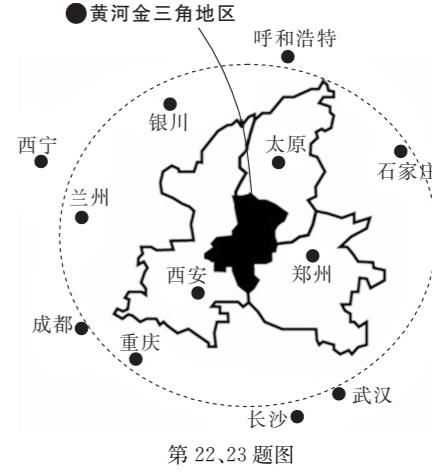 黄河金三角地区
呼和浩特
银川
西宁
太原
石家庄
兰州
西安
郑州
成都
重庆
武汉
长沙
第22、23题图